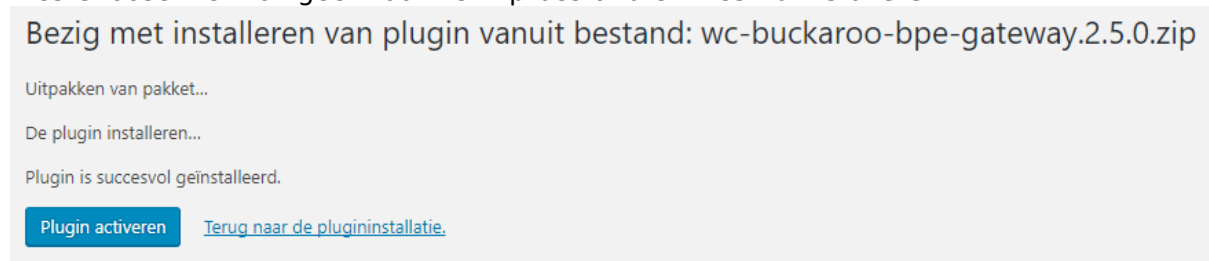 Bezig met installeren van plugin vanuit bestand: wc-buckaroo-bpe-gateway.2.5.0.zip
Uitpakken van pakket...
De plugin installeren...
Plugin is succesvol geïnstalleerd.
Plugin activeren Terug naar de plugininstallatie.